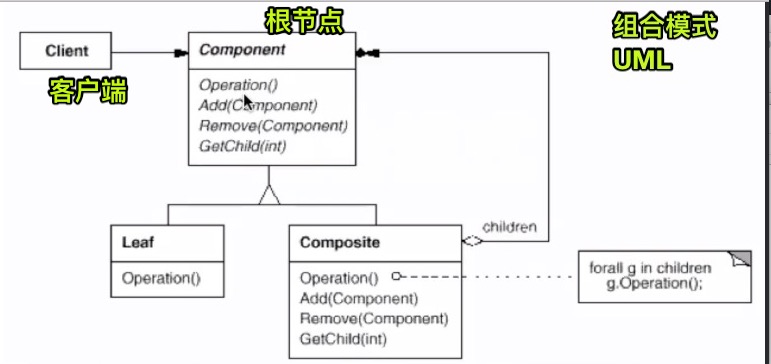 根节点
组合模式
UML
Client
客户端
Component
Operation()
Add(Component)
Remove(Component)
GetChild(int)
children
Leaf
Operation()
Composite
Operation()
Add(Component)
Remove(Component)
GetChild(int)
forall g in children
g.Operation();